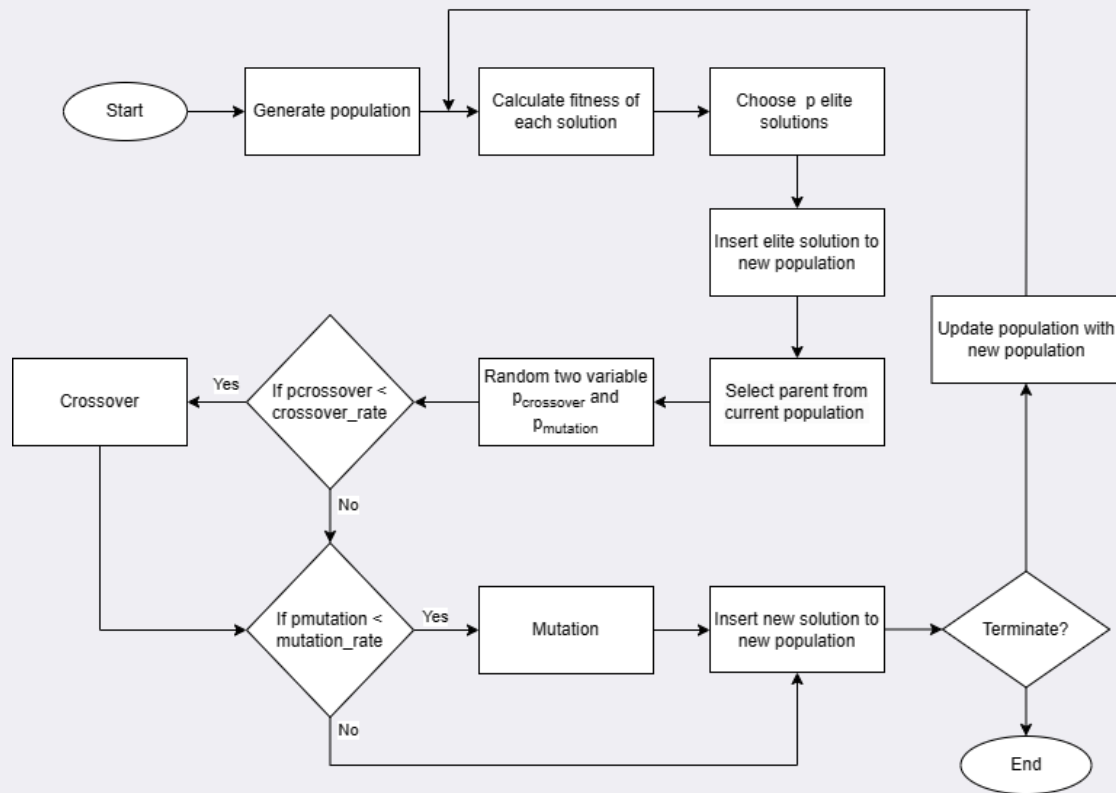 Start
Generate population
Calculate fitness of
each solution
Choose p elite
solutions
Insert elite solution to
new population
Update population with
new population
Select parent from
current population
Random two variable
pcrossover and
pmutation
If pcrossover <
crossover_rate
Yes
Crossover
No
If pmutation <
mutation_rate
Yes
Mutation
Insert new solution to
new population
Terminate?
No
End